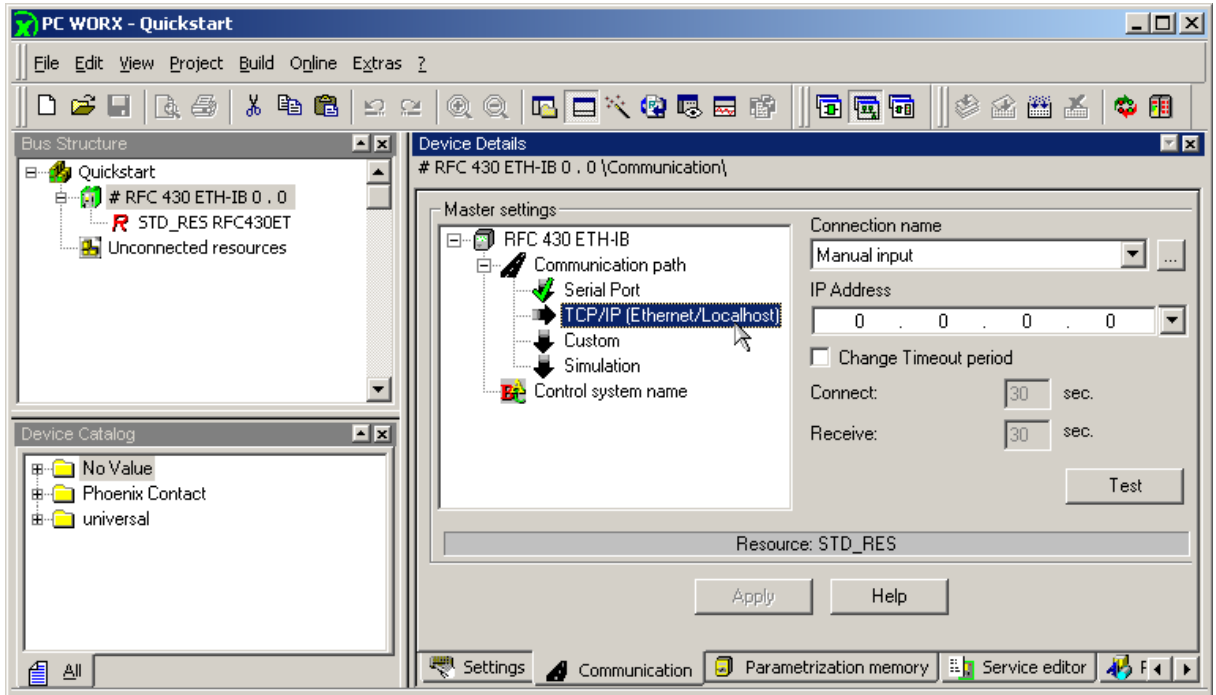 PC WORX - Quickstart
File Edit View Project Build Online Extras ?
Bus Structure
Quickstart
# RFC 430 ETH-IB 0 . 0
STD_RES RFC430ET
Unconnected resources
Device Catalog
No Value
Phoenix Contact
universal
All
Device Details
# RFC 430 ETH-IB 0 . 0 \Communication\
Master settings
RFC 430 ETH-IB
Communication path
Serial Port
TCP/IP (Ethernet/Localhost)
Custom
Simulation
Control system name
Connection name
Manual input
...
IP Address
0 . 0 . 0 . 0
Change Timeout period
Connect: 30 sec.
Receive: 30 sec.
Test
Resource: STD_RES
Apply Help
Settings Communication Parametrization memory Service editor